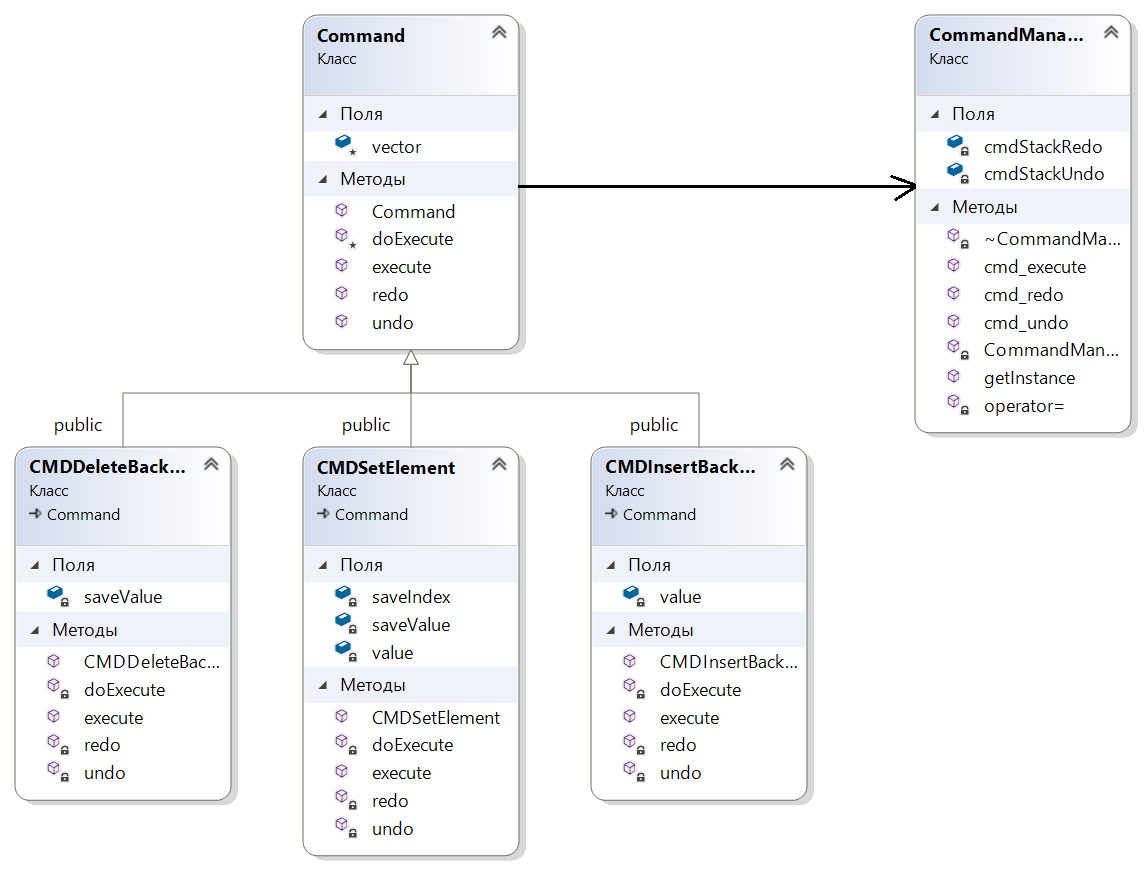 Command
Класс
Поля
vector
Методы
Command
doExecute
execute
redo
undo
CommandMana...
Класс
Поля
cmdStackRedo
cmdStackUndo
Методы
~CommandMa...
cmd_execute
cmd_redo
cmd_undo
CommandMan...
getInstance
operator=
public
public
public
CMDDeleteBack...
Класс
Command
Поля
saveValue
Методы
CMDDeleteBac...
doExecute
execute
redo
undo
CMDSetElement
Класс
Command
Поля
saveIndex
saveValue
value
Методы
CMDSetElement
doExecute
execute
redo
undo
CMDInsertBack...
Класс
Command
Поля
value
Методы
CMDInsertBack...
doExecute
execute
redo
undo